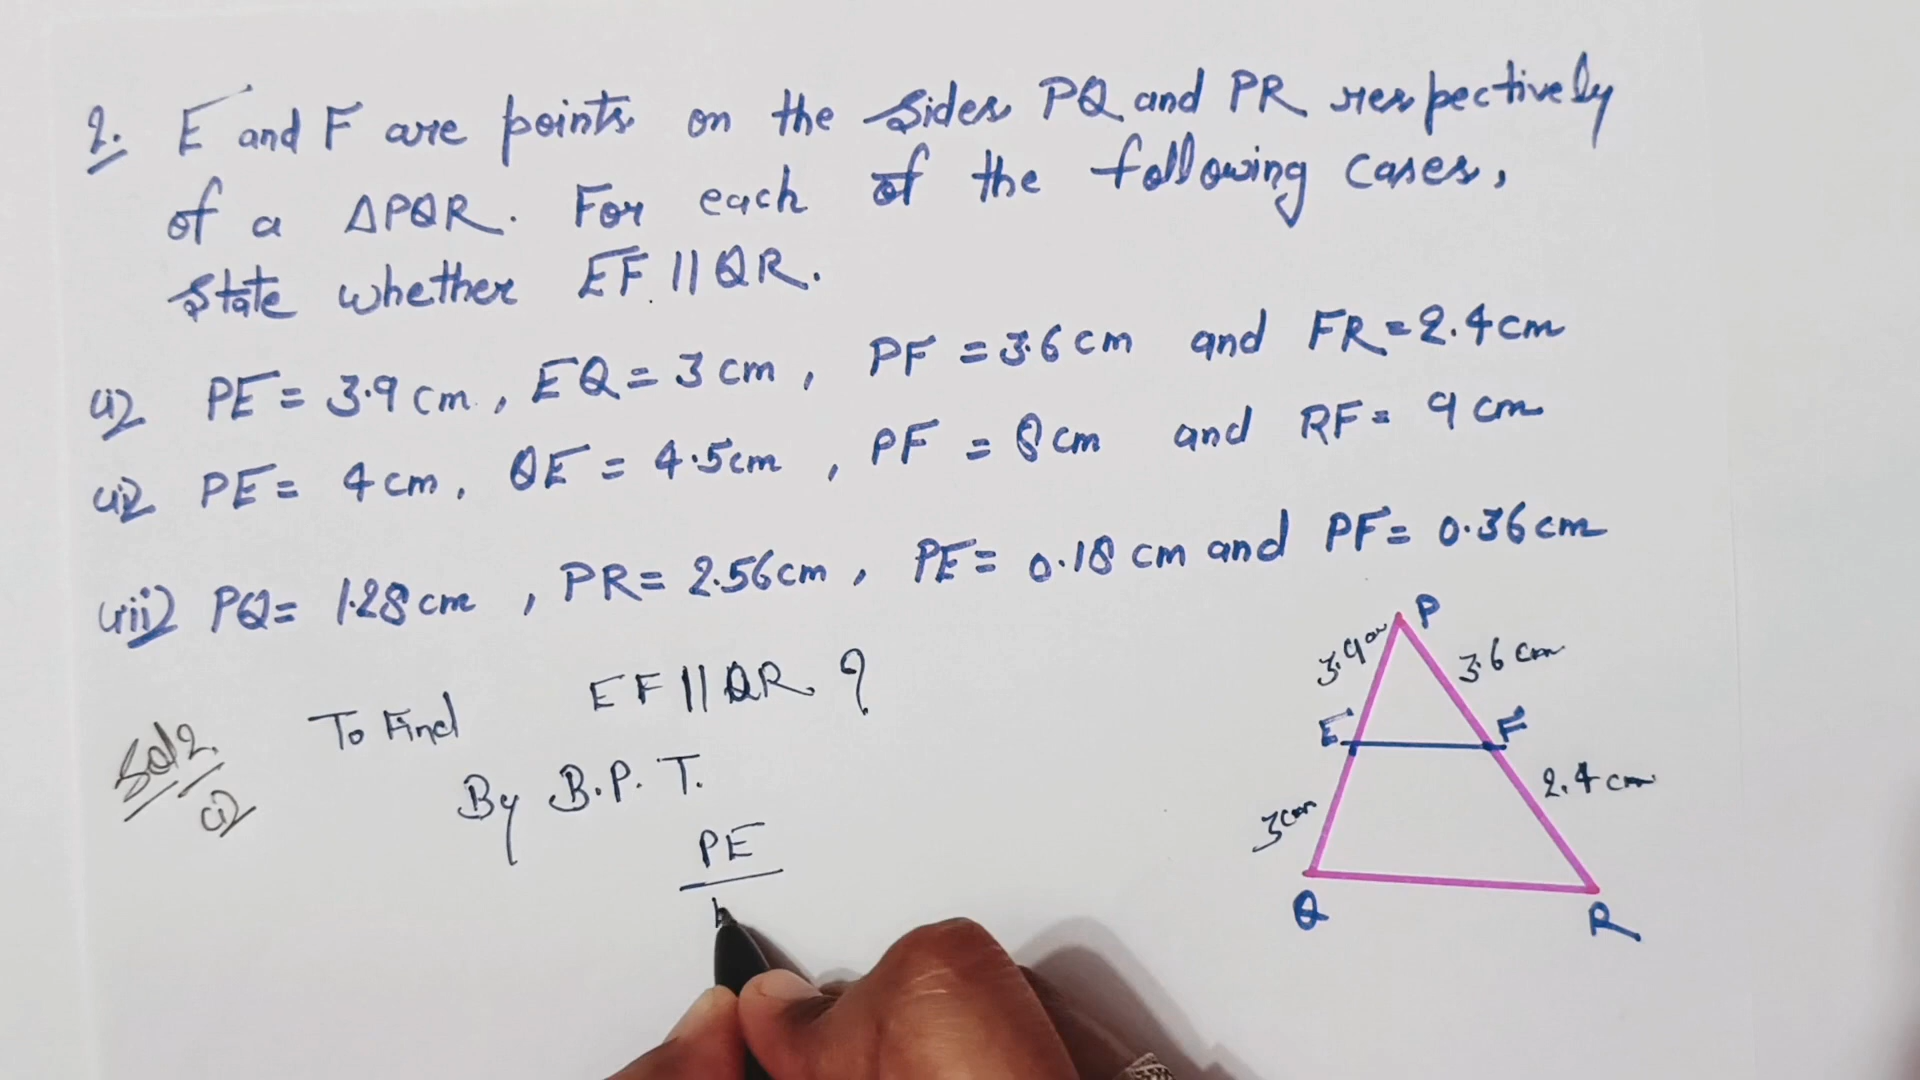 2. E and F are points on the sides PQ and PR respectively
of a ΔPQR. For each of the following cases,
state whether EF || QR.
(i) PE = 3.9 cm, EQ = 3 cm, PF = 3.6 cm and FR = 2.4 cm
(ii) PE = 4 cm, QE = 4.5 cm, PF = 8 cm and RF = 9 cm
(iii) PQ = 1.28 cm, PR = 2.56 cm, PE = 0.18 cm and PF = 0.36 cm
Sol 2.
(i)
To Find EF || QR ?
By B.P.T.
PE
P
3.9 cm
3.6 cm
E
F
3 cm
2.4 cm
Q
R